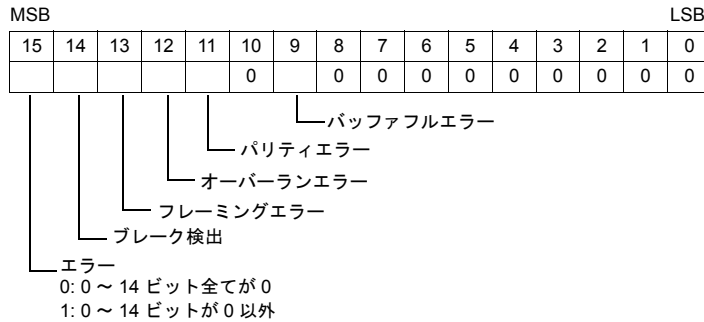 MSB LSB
15 14 13 12 11 10 9 8 7 6 5 4 3 2 1 0
0 0 0 0 0 0 0 0 0 0
バッファフルエラー
パリティエラー
オーバーランエラー
フレーミングエラー
ブレーク検出
エラー
0: 0 ～ 14 ビット全てが 0
1: 0 ～ 14 ビットが 0 以外